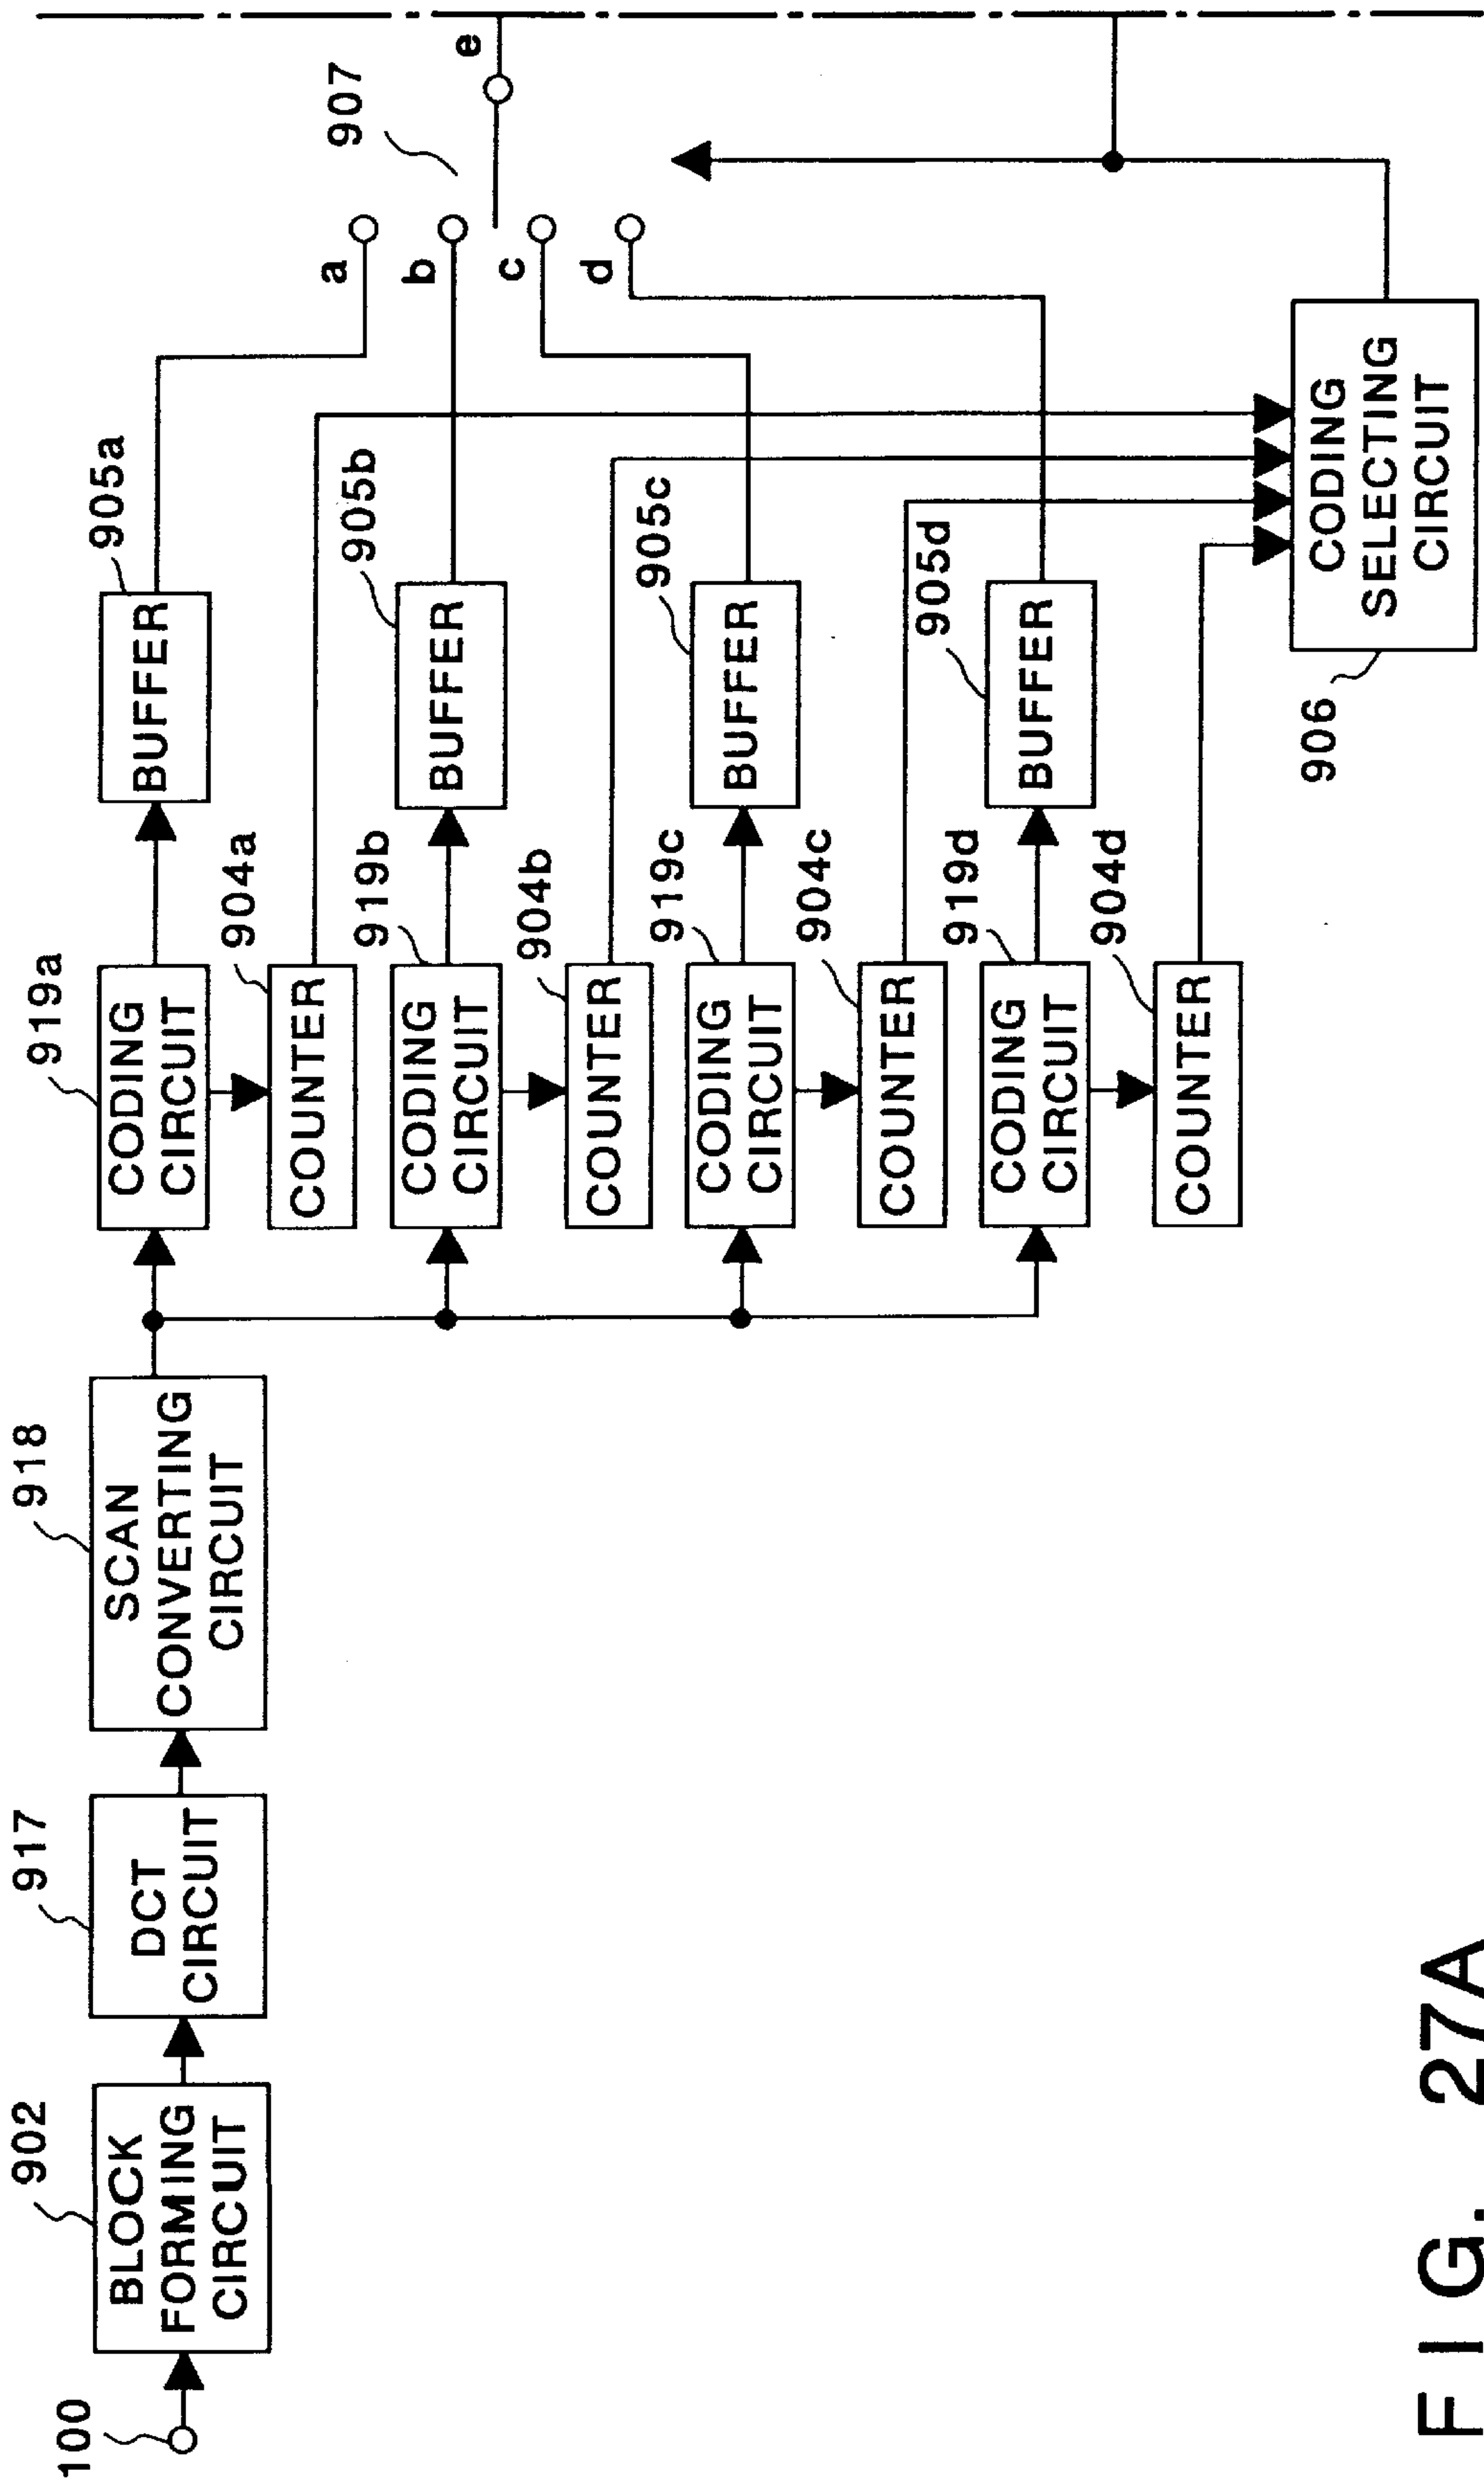 100
902
BLOCK
FORMING
CIRCUIT
917
DCT
CIRCUIT
918
SCAN
CONVERTING
CIRCUIT
919a
CODING
CIRCUIT
905a
BUFFER
904a
COUNTER
919b
CODING
CIRCUIT
905b
BUFFER
904b
COUNTER
919c
CODING
CIRCUIT
905c
BUFFER
904c
COUNTER
919d
CODING
CIRCUIT
905d
BUFFER
904d
COUNTER
907
a
b
c
d
e
906
CODING
SELECTING
CIRCUIT
FIG. 27A